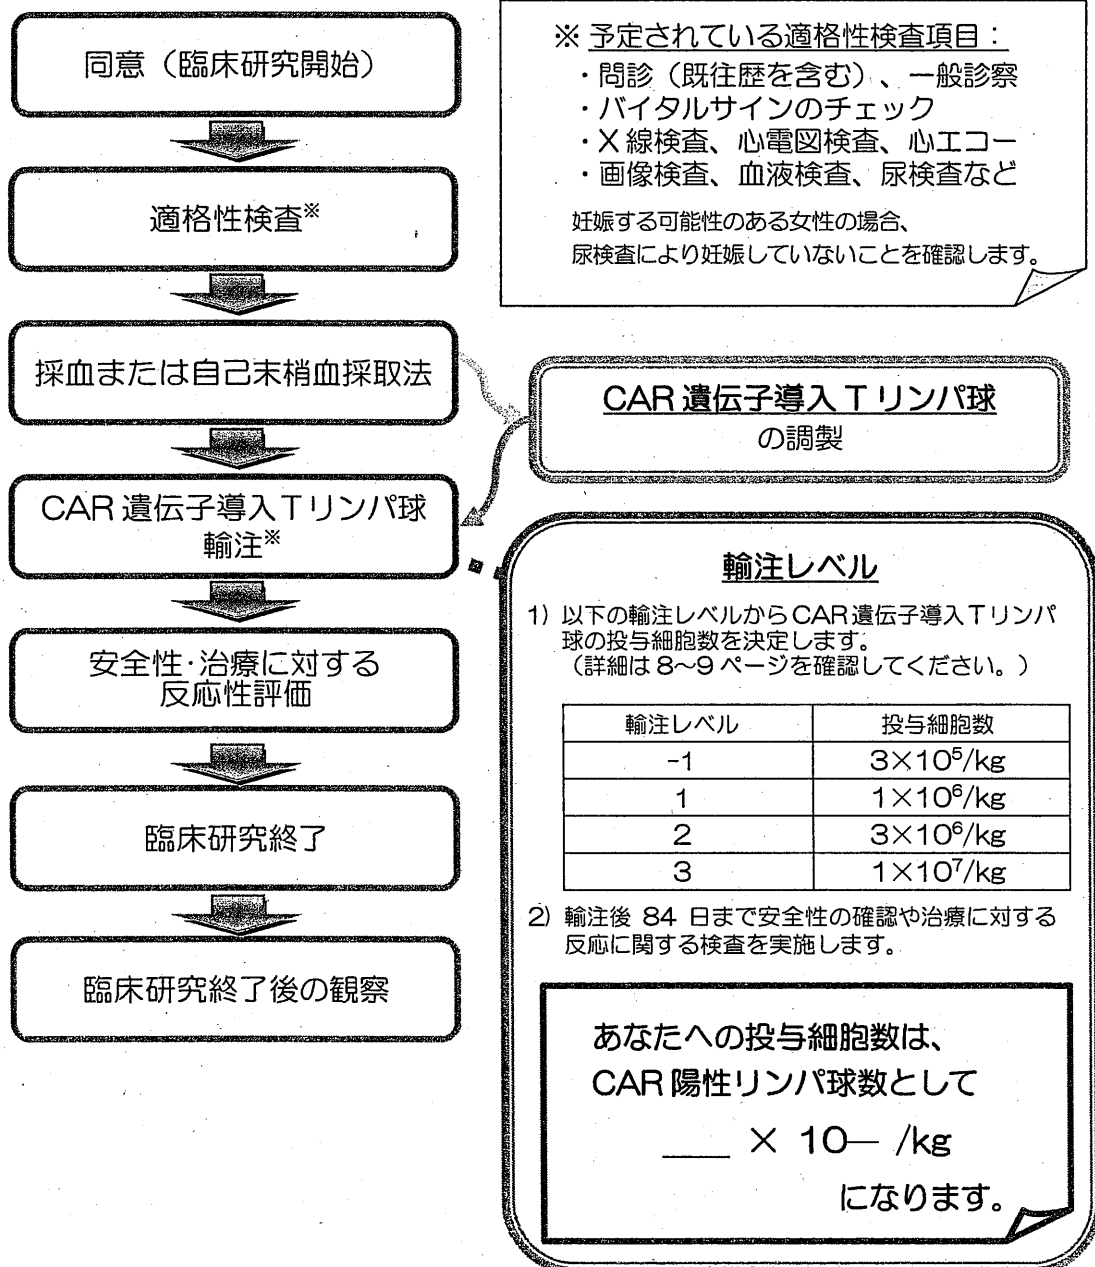 同意（臨床研究開始）
適格性検査※
採血または自己末梢血採取法
CAR 遺伝子導入Tリンパ球
輸注※
安全性・治療に対する
反応性評価
臨床研究終了
臨床研究終了後の観察
※ 予定されている適格性検査項目：
・問診（既往歴を含む）、一般診察
・バイタルサインのチェック
・X 線検査、心電図検査、心エコー
・画像検査、血液検査、尿検査など
妊娠する可能性のある女性の場合、
尿検査により妊娠していないことを確認します。
CAR 遺伝子導入 T リンパ球
の調製
輸注レベル
1) 以下の輸注レベルからCAR遺伝子導入Tリンパ
球の投与細胞数を決定します。
（詳細は 8～9 ページを確認してください。）
輸注レベル 投与細胞数
-1 3×10⁵/kg
1 1×10⁶/kg
2 3×10⁶/kg
3 1×10⁷/kg
2) 輸注後 84 日まで安全性の確認や治療に対する
反応に関する検査を実施します。
あなたへの投与細胞数は、
CAR 陽性リンパ球数として
___ × 10— /kg
になります。